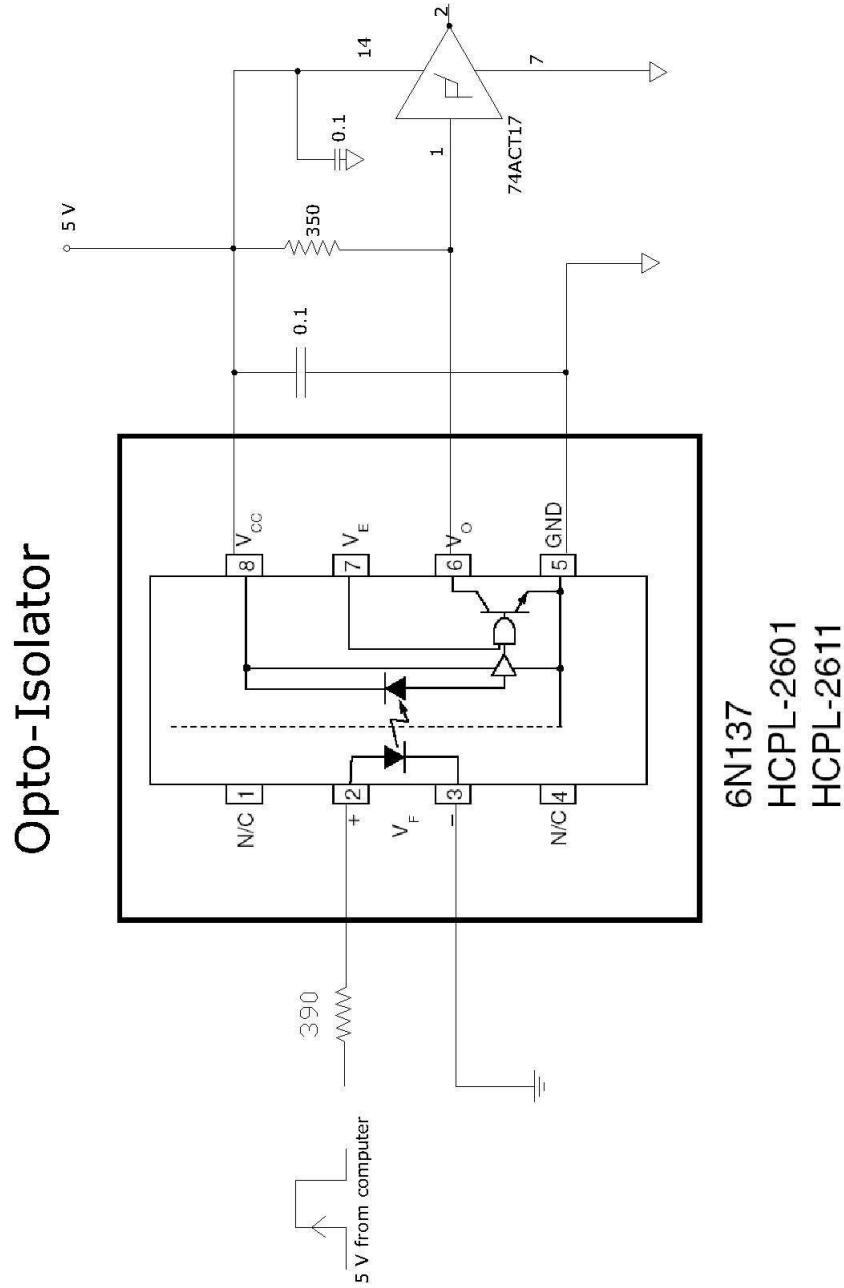 Opto-Isolator
5 V from computer
390
N/C 1
+ 2
V_F
- 3
N/C 4
8 V_CC
7 V_E
6 V_O
5 GND
0.1
5 V
350
0.1
14
1
2
7
74ACT17
6N137
HCPL-2601
HCPL-2611